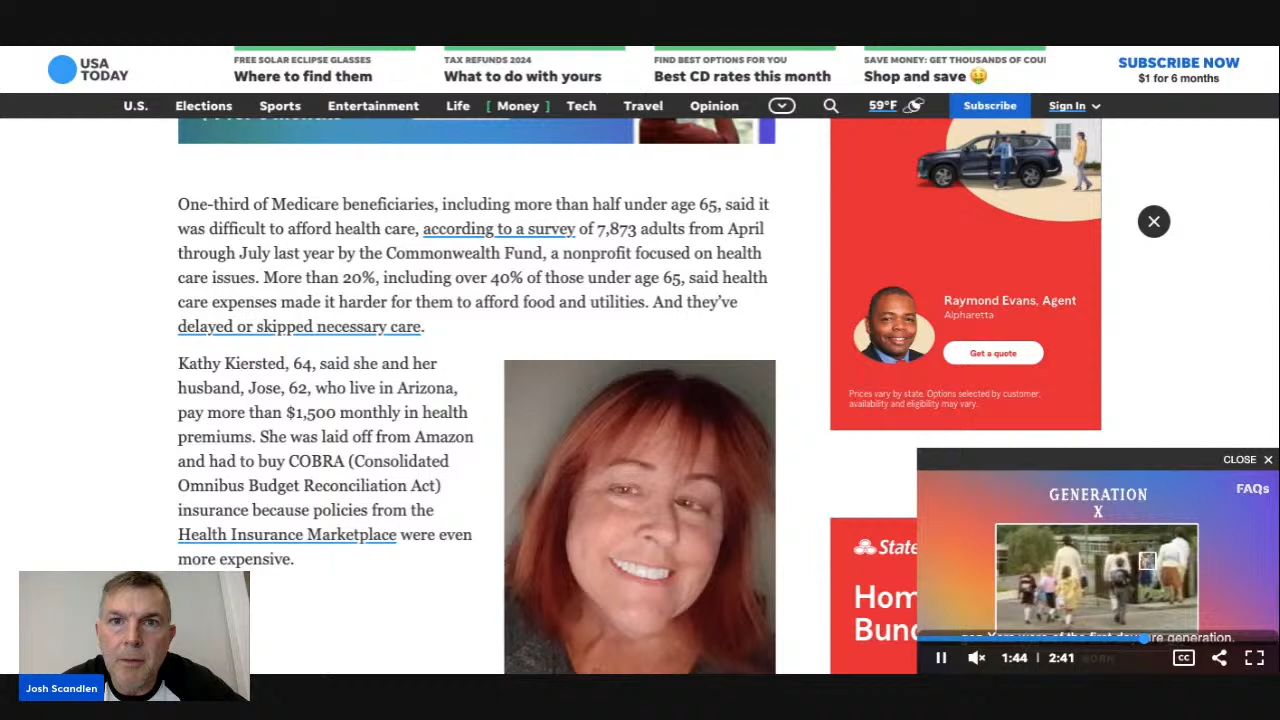 USA
TODAY
FREE SOLAR ECLIPSE GLASSES
Where to find them
TAX REFUNDS 2024
What to do with yours
FIND BEST OPTIONS FOR YOU
Best CD rates this month
SAVE MONEY: GET THOUSANDS OF COU
Shop and save 🤑
SUBSCRIBE NOW
$1 for 6 months
U.S. Elections Sports Entertainment Life [ Money ] Tech Travel Opinion 59°F Subscribe Sign In
One-third of Medicare beneficiaries, including more than half under age 65, said it
was difficult to afford health care, according to a survey of 7,873 adults from April
through July last year by the Commonwealth Fund, a nonprofit focused on health
care issues. More than 20%, including over 40% of those under age 65, said health
care expenses made it harder for them to afford food and utilities. And they've
delayed or skipped necessary care.
Kathy Kiersted, 64, said she and her
husband, Jose, 62, who live in Arizona,
pay more than $1,500 monthly in health
premiums. She was laid off from Amazon
and had to buy COBRA (Consolidated
Omnibus Budget Reconciliation Act)
insurance because policies from the
Health Insurance Marketplace were even
more expensive.
Raymond Evans, Agent
Alpharetta
Get a quote
Prices vary by state. Options selected by customer;
availability and eligibility may vary.
State
Hom
Bund
CLOSE
FAQs
GENERATION
X
1:44 | 2:41
CC
Josh Scandlen